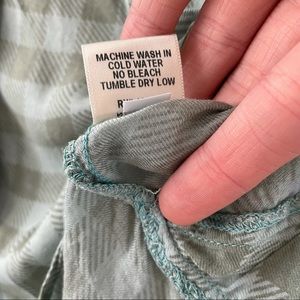 MACHINE WASH IN
COLD WATER
NO BLEACH
TUMBLE DRY LOW